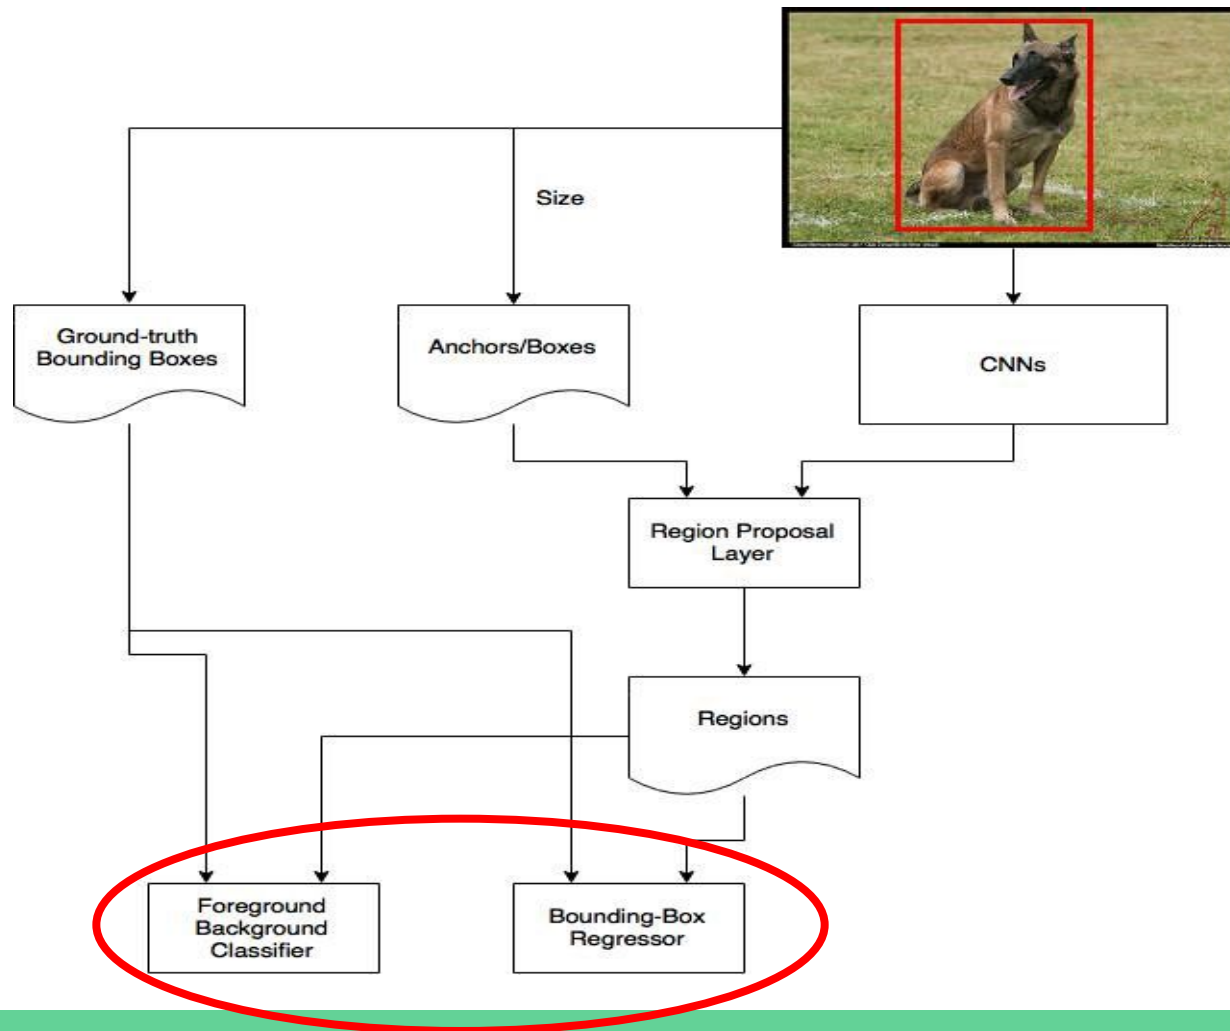 Size
Ground-truth
Bounding Boxes
Anchors/Boxes
CNNs
Region Proposal
Layer
Regions
Foreground
Background
Classifier
Bounding-Box
Regressor